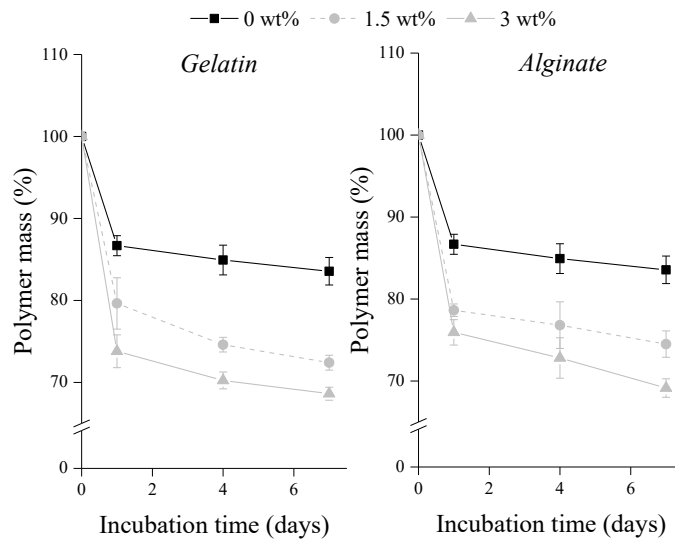 0 wt% 1.5 wt% 3 wt%
Gelatin
Alginate
110
100
90
80
70
0
Polymer mass (%)
0 2 4 6
Incubation time (days)
110
100
90
80
70
0
Polymer mass (%)
0 2 4 6
Incubation time (days)